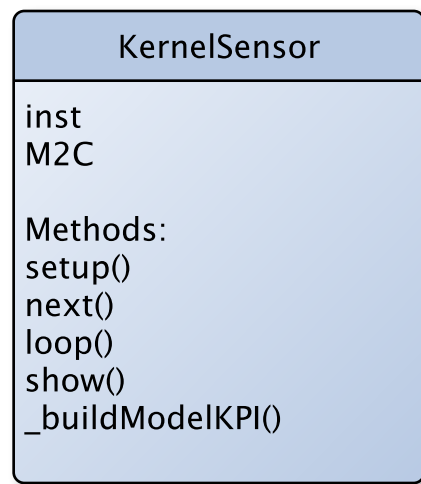 KernelSensor
inst
M2C
Methods:
setup()
next()
loop()
show()
_buildModelKPI()